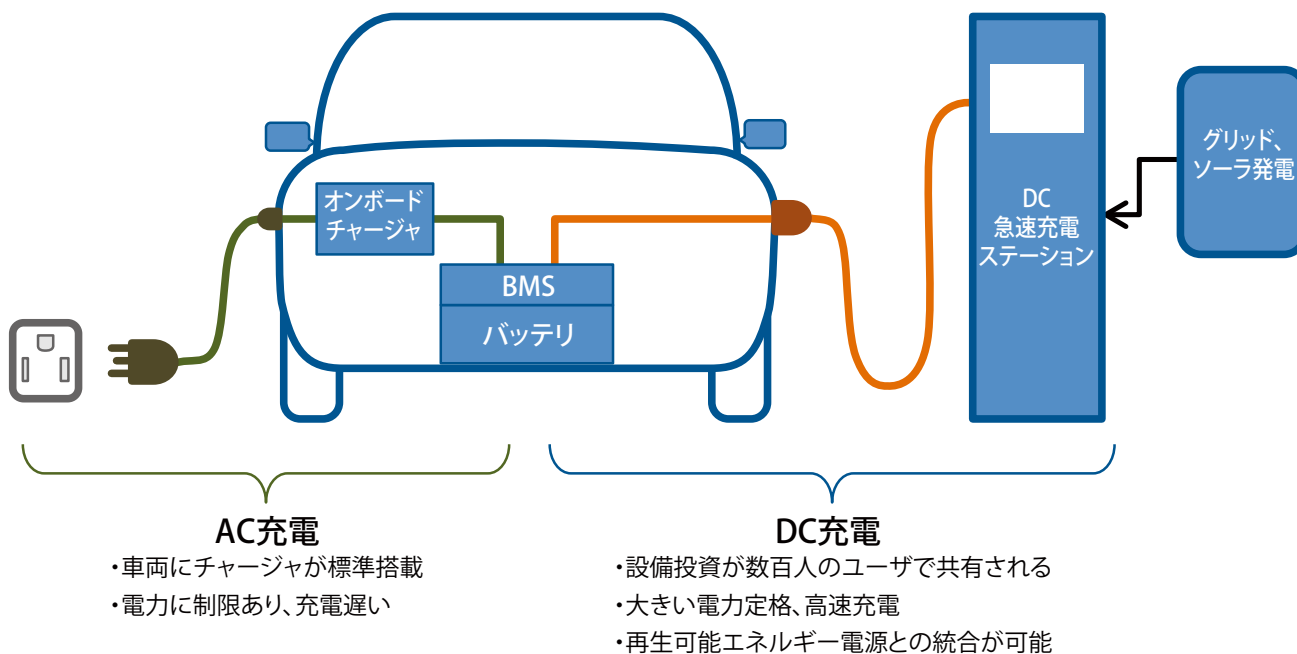 オンボード
チャージャ
BMS
バッテリ
DC
急速充電
ステーション
グリッド、
ソーラ発電
AC充電
・車両にチャージャが標準搭載
・電力に制限あり、充電遅い
DC充電
・設備投資が数百人のユーザで共有される
・大きい電力定格、高速充電
・再生可能エネルギー電源との統合が可能